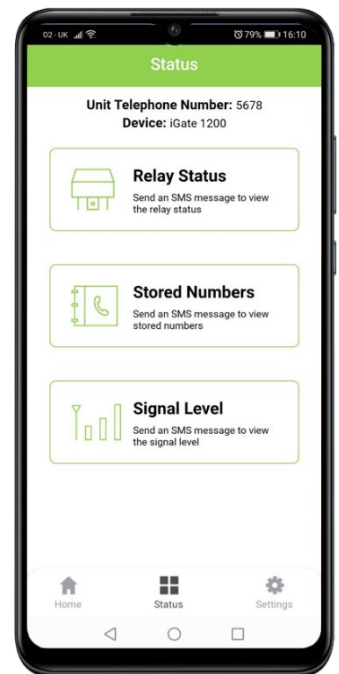 O2-UK 79% 16:10
Status
Unit Telephone Number: 5678
Device: iGate 1200
Relay Status
Send an SMS message to view
the relay status
Stored Numbers
Send an SMS message to view
stored numbers
Signal Level
Send an SMS message to view
the signal level
Home Status Settings